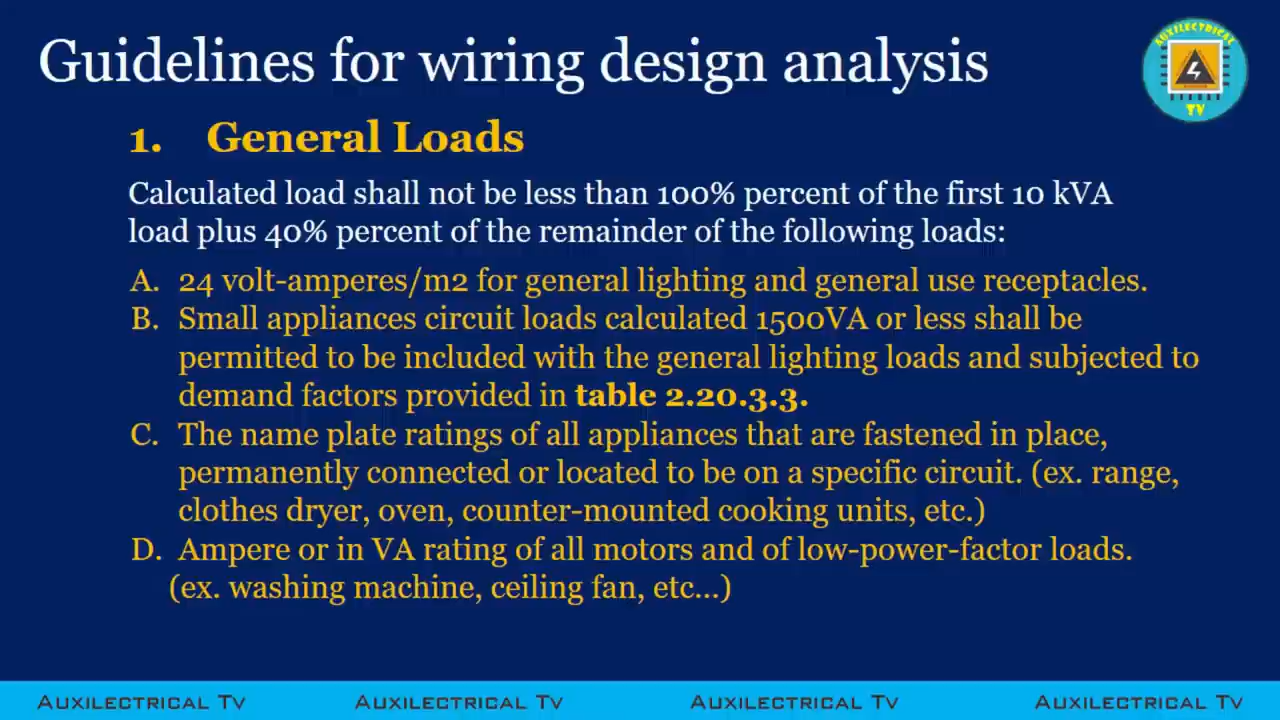 Guidelines for wiring design analysis
AUXILECTRICAL
TV
1. General Loads
Calculated load shall not be less than 100% percent of the first 10 kVA
load plus 40% percent of the remainder of the following loads:
A. 24 volt-amperes/m2 for general lighting and general use receptacles.
B. Small appliances circuit loads calculated 1500VA or less shall be
permitted to be included with the general lighting loads and subjected to
demand factors provided in table 2.20.3.3.
C. The name plate ratings of all appliances that are fastened in place,
permanently connected or located to be on a specific circuit. (ex. range,
clothes dryer, oven, counter-mounted cooking units, etc.)
D. Ampere or in VA rating of all motors and of low-power-factor loads.
(ex. washing machine, ceiling fan, etc...)
Auxilectrical Tv Auxilectrical Tv Auxilectrical Tv Auxilectrical Tv